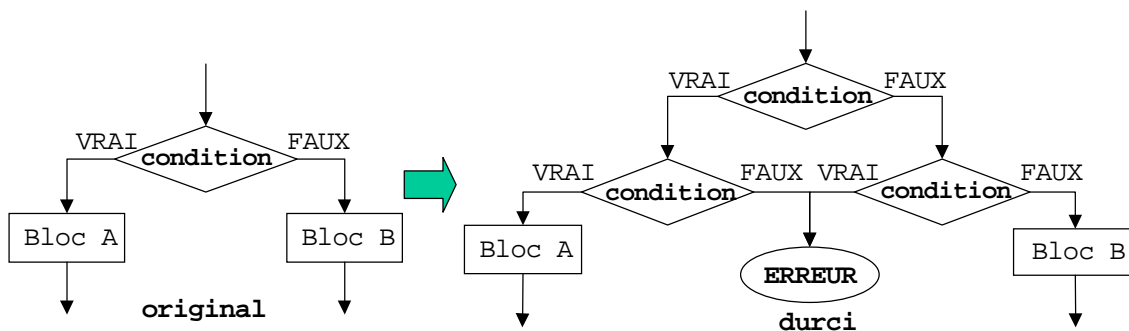 VRAI
FAUX
condition
Bloc A
Bloc B
original
VRAI
FAUX
condition
VRAI
FAUX
VRAI
FAUX
condition
condition
Bloc A
ERREUR
Bloc B
durci